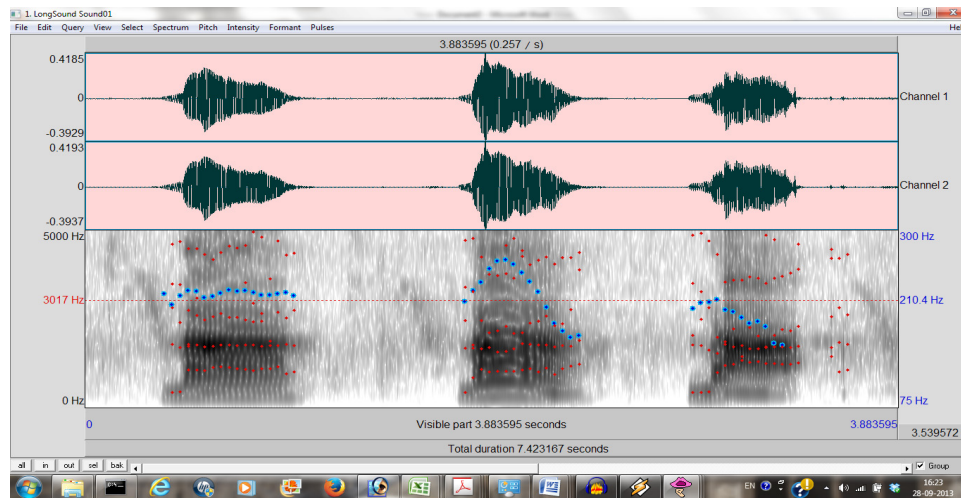 1. LongSound Sound01
File Edit Query View Select Spectrum Pitch Intensity Formant Pulses Hel
3.883595 (0.257 / s)
0.4185
0
Channel 1
-0.3929
0.4193
0
Channel 2
-0.3937
5000 Hz
300 Hz
3017 Hz
210.4 Hz
0 Hz
75 Hz
0
Visible part 3.883595 seconds
3.883595
3.539572
Total duration 7.423167 seconds
all in out sel bak
Group
EN
16:23
28-09-2013